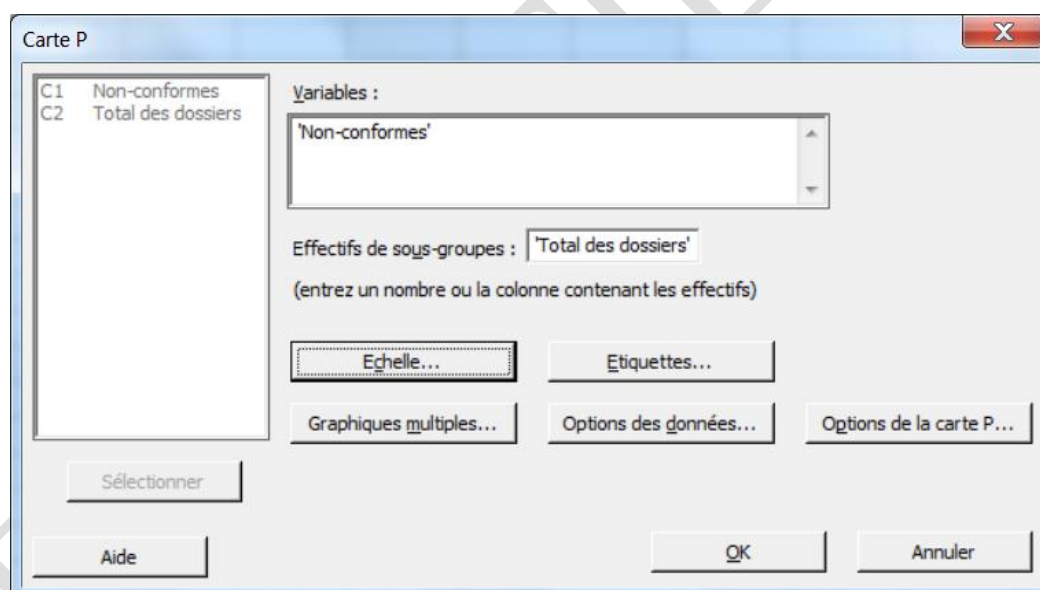 Carte P
C1 Non-conformes
C2 Total des dossiers
Variables :
'Non-conformes'
Effectifs de sous-groupes : 'Total des dossiers'
(entrez un nombre ou la colonne contenant les effectifs)
Echelle...
Etiquettes...
Graphiques multiples...
Options des données...
Options de la carte P...
Sélectionner
Aide
OK
Annuler